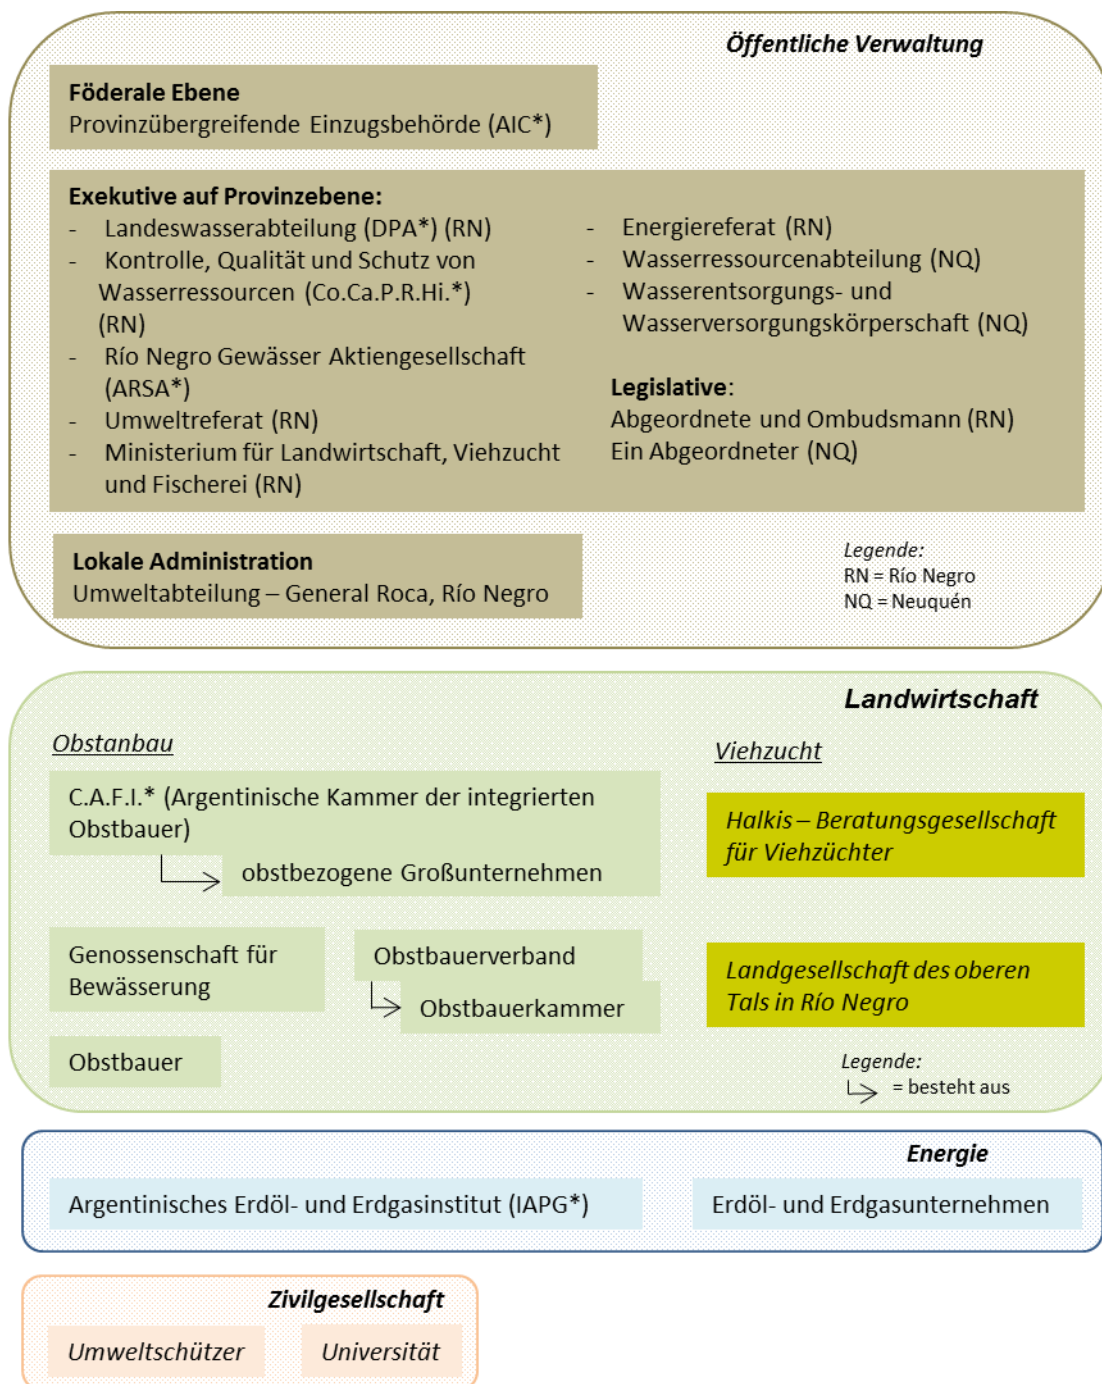 Öffentliche Verwaltung
Föderale Ebene
Provinzübergreifende Einzugsbehörde (AIC*)
Exekutive auf Provinzebene:
- Landeswasserabteilung (DPA*) (RN)
- Kontrolle, Qualität und Schutz von
Wasserressourcen (Co.Ca.P.R.Hi.*)
(RN)
- Río Negro Gewässer Aktiengesellschaft
(ARSA*)
- Umweltreferat (RN)
- Ministerium für Landwirtschaft, Viehzucht
und Fischerei (RN)
- Energiereferat (RN)
- Wasserressourcenabteilung (NQ)
- Wasserentsorgungs- und
Wasserversorgungskörperschaft (NQ)
Legislative:
Abgeordnete und Ombudsmann (RN)
Ein Abgeordneter (NQ)
Lokale Administration
Umweltabteilung – General Roca, Río Negro
Legende:
RN = Río Negro
NQ = Neuquén
Landwirtschaft
Obstanbau
C.A.F.I.* (Argentinische Kammer der integrierten
Obstbauer)
obstbezogene Großunternehmen
Genossenschaft für
Bewässerung
Obstbauerverband
Obstbauerkammer
Obstbauer
Viehzucht
Halkis – Beratungsgesellschaft
für Viehzüchter
Landgesellschaft des oberen
Tals in Río Negro
Legende:
= besteht aus
Energie
Argentinisches Erdöl- und Erdgasinstitut (IAPG*)
Erdöl- und Erdgasunternehmen
Zivilgesellschaft
Umweltschützer
Universität